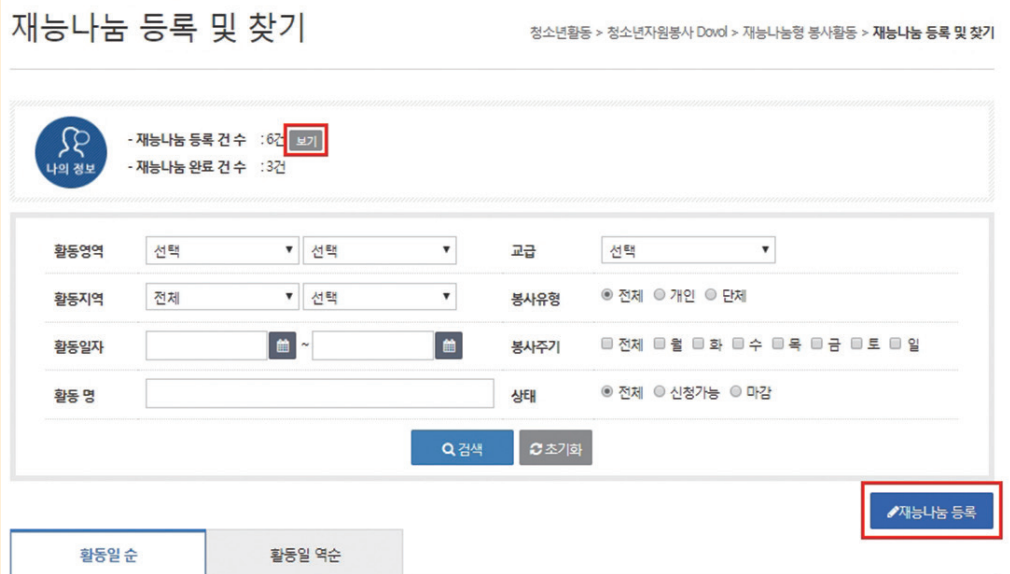 재능나눔 등록 및 찾기
청소년활동 > 청소년자원봉사 Dovol > 재능나눔형 봉사활동 > 재능나눔 등록 및 찾기
나의 정보
- 재능나눔 등록 건 수 : 6건 보기
- 재능나눔 완료 건 수 : 3건
활동영역 선택 선택 교급 선택
활동지역 전체 선택 봉사유형 전체 개인 단체
활동일자 ~ 봉사주기 전체 월 화 수 목 금 토 일
활동 명 상태 전체 신청가능 마감
검색 초기화
재능나눔 등록
활동일 순 활동일 역순